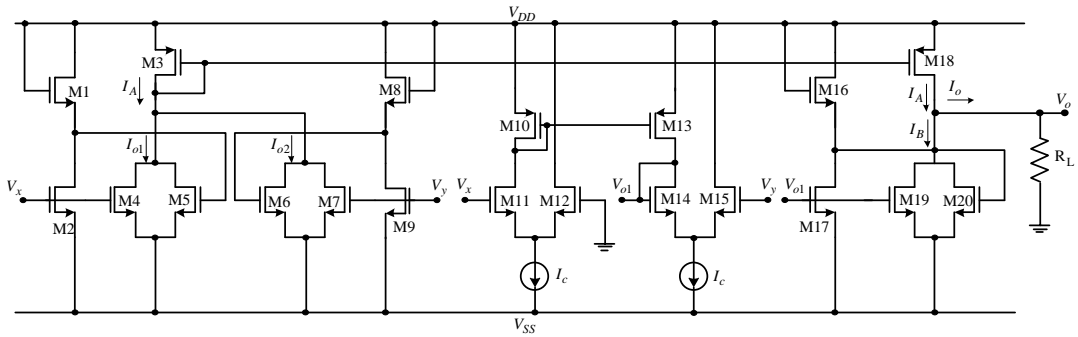 V_DD
M3
M18
I_A
M1
M8
M16
I_A
I_o
V_o
M10
M13
I_B
I_o1
I_o2
R_L
V_x
M4
M5
M6
M7
V_y
V_x
M11
M12
V_o1
M14
M15
V_y
V_o1
M19
M20
M2
M9
M17
I_c
I_c
V_SS